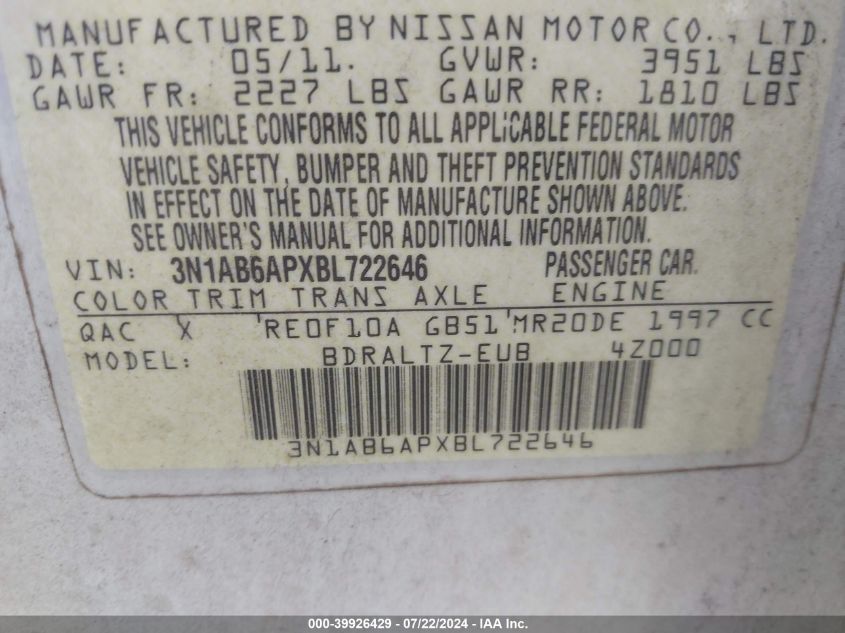 MANUFACTURED BY NISSAN MOTOR CO., LTD.
DATE: 05/11. GVWR: 3951 LBS
GAWR FR: 2227 LBS GAWR RR: 1810 LBS
THIS VEHICLE CONFORMS TO ALL APPLICABLE FEDERAL MOTOR
VEHICLE SAFETY, BUMPER AND THEFT PREVENTION STANDARDS
IN EFFECT ON THE DATE OF MANUFACTURE SHOWN ABOVE.
SEE OWNER'S MANUAL FOR ADDITIONAL INFORMATION.
VIN: 3N1AB6APXBL722646 PASSENGER CAR.
COLOR TRIM TRANS AXLE ENGINE
QAC X RE0F10A GB51 MR20DE 1997 CC
MODEL: BDRALTZ-EUB 4Z000
3N1AB6APXBL722646
000-39926429 - 07/22/2024 - IAA Inc.